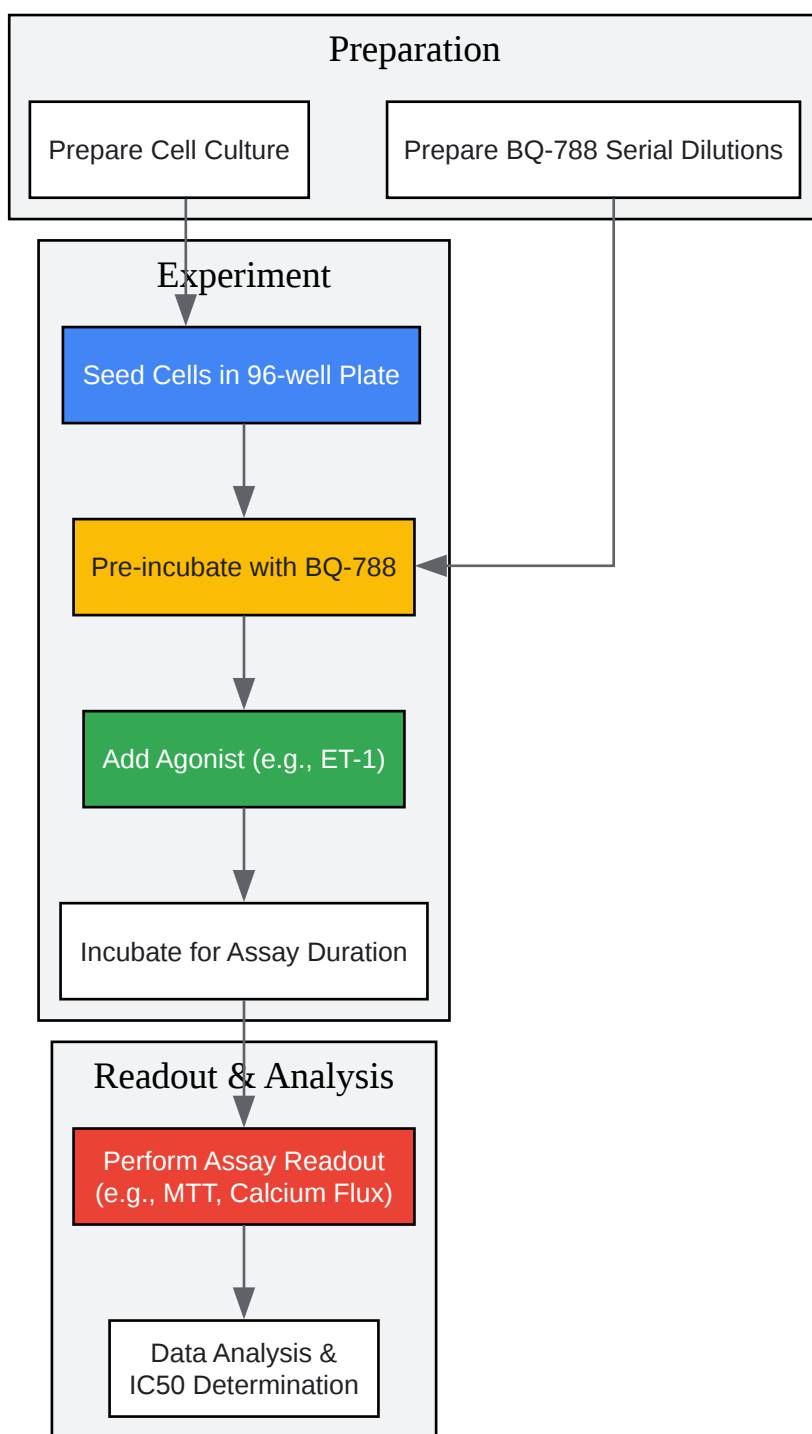 Preparation
Prepare Cell Culture
Prepare BQ-788 Serial Dilutions
Experiment
Seed Cells in 96-well Plate
Pre-incubate with BQ-788
Add Agonist (e.g., ET-1)
Incubate for Assay Duration
Readout & Analysis
Perform Assay Readout
(e.g., MTT, Calcium Flux)
Data Analysis &
IC50 Determination